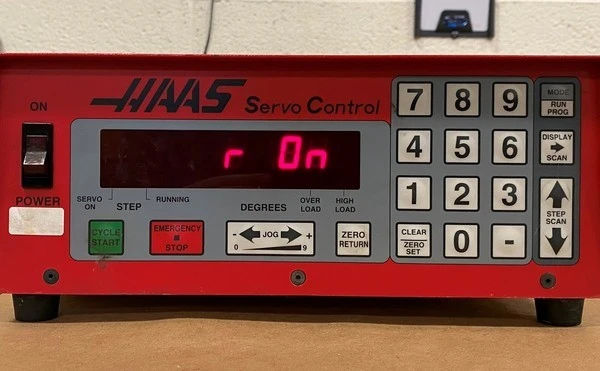 ON
HAAS Servo Control
7 8 9
MODE
RUN
PROG
r On
4 5 6
DISPLAY
SCAN
POWER
SERVO
ON
STEP
RUNNING
DEGREES
OVER
LOAD
HIGH
LOAD
1 2 3
STEP
SCAN
CYCLE
START
EMERGENCY
STOP
- JOG +
0 9
ZERO
RETURN
CLEAR
ZERO
SET
0 -